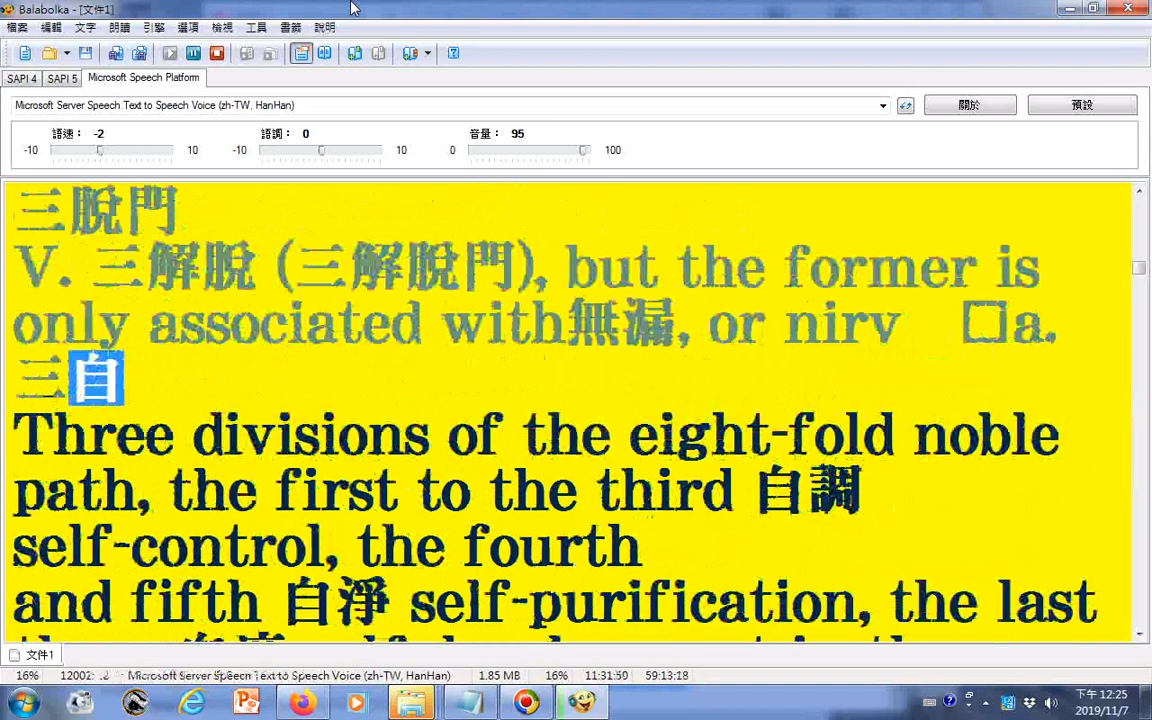 Balabolka - [文件1]
檔案 編輯 文字 朗讀 引擎 選項 檢視 工具 書籤 說明
SAPI 4 SAPI 5 Microsoft Speech Platform
Microsoft Server Speech Text to Speech Voice (zh-TW, HanHan) 關於 預設
語速: -2 語調: 0 音量: 95
-10 10 -10 10 0 100
三脫門
V. 三解脫 (三解脫門), but the former is
only associated with無漏, or nirv □a.
三自
Three divisions of the eight-fold noble
path, the first to the third 自調
self-control, the fourth
and fifth 自淨 self-purification, the last
文件1
16% Microsoft Server Speech Text to Speech Voice (zh-TW, HanHan) 1.85 MB 16% 11:31:50 59:13:18
下午 12:25
2019/11/7